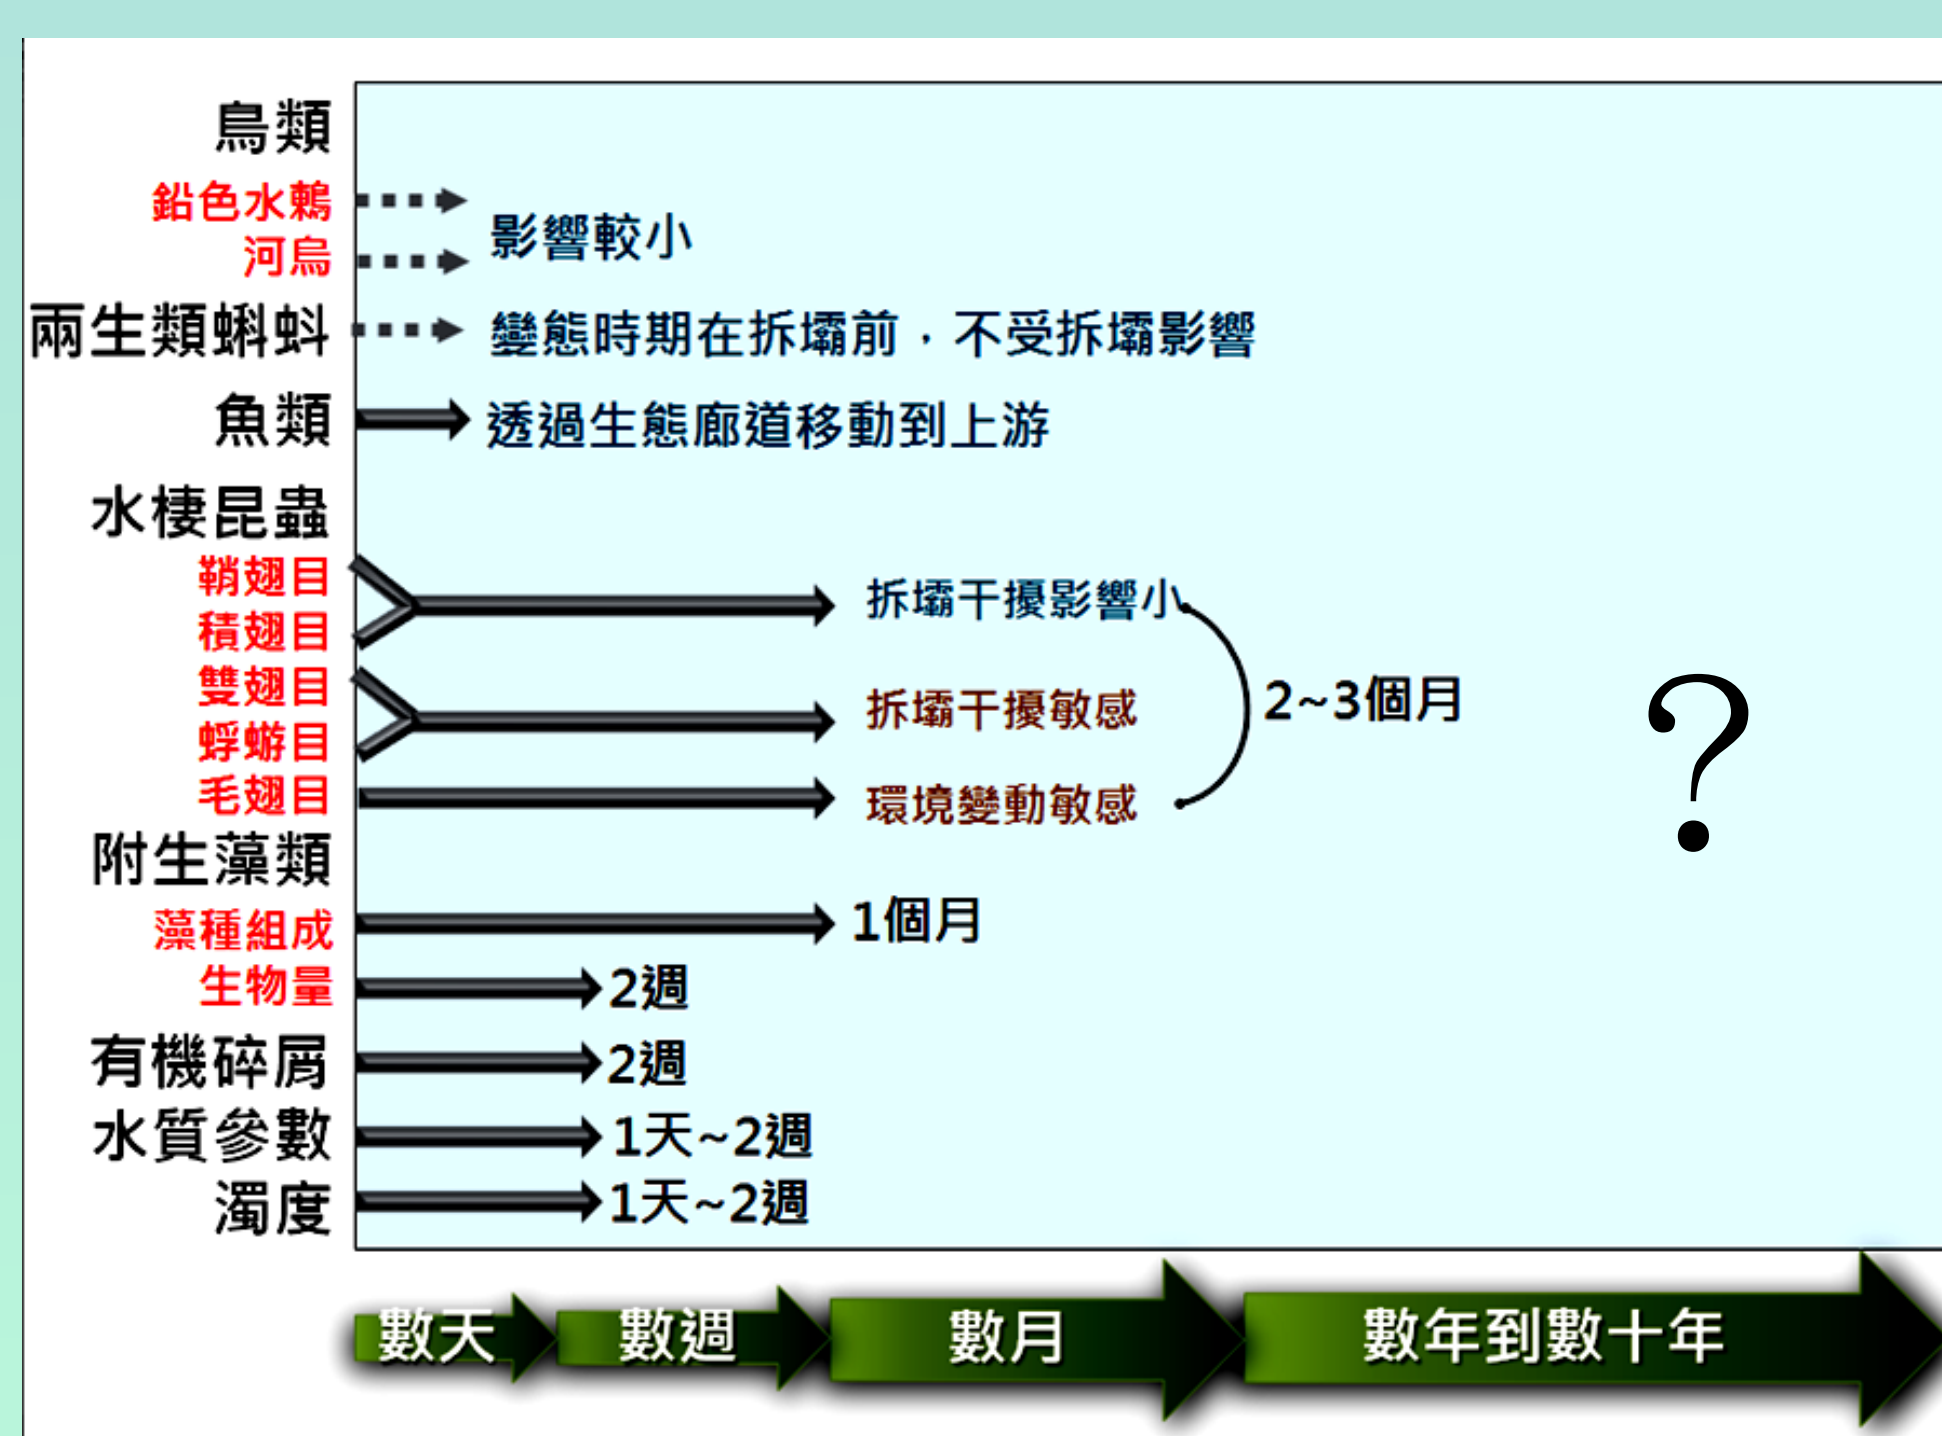 鳥類
鉛色水鶇
河烏
影響較小
兩生類蝌蚪
變態時期在拆壩前，不受拆壩影響
魚類
透過生態廊道移動到上游
水棲昆蟲
鞘翅目
積翅目
拆壩干擾影響小
雙翅目
蜉蝣目
拆壩干擾敏感
2~3個月
?
毛翅目
環境變動敏感
附生藻類
藻種組成
1個月
生物量
2週
有機碎屑
2週
水質參數
1天~2週
濁度
1天~2週
數天
數週
數月
數年到數十年